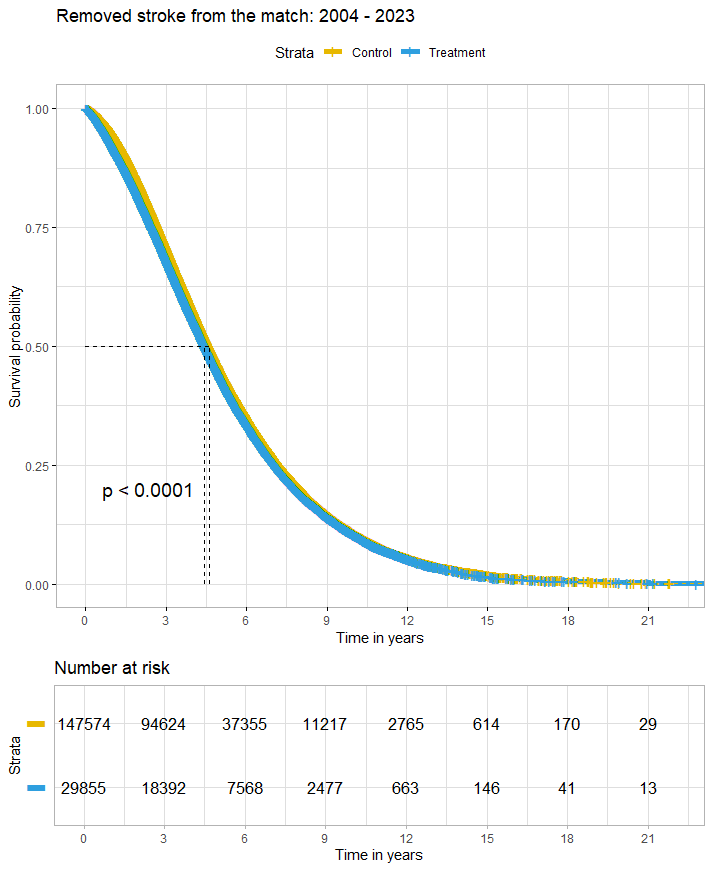 Removed stroke from the match: 2004 - 2023
Strata Control Treatment
1.00
0.75
0.50
0.25
0.00
Survival probability
p < 0.0001
0 3 6 9 12 15 18 21
Time in years
Number at risk
Strata
147574 94624 37355 11217 2765 614 170 29
29855 18392 7568 2477 663 146 41 13
0 3 6 9 12 15 18 21
Time in years